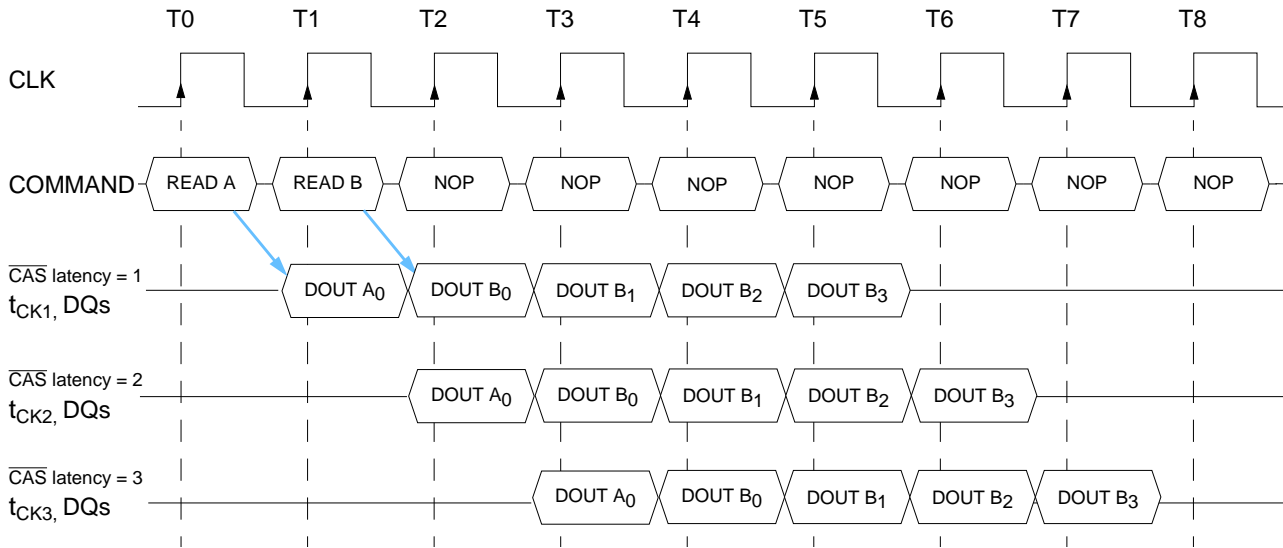 T0 T1 T2 T3 T4 T5 T6 T7 T8
CLK
COMMAND READ A READ B NOP NOP NOP NOP NOP NOP NOP
C̅A̅S̅ latency = 1
tCK1, DQs DOUT A0 DOUT B0 DOUT B1 DOUT B2 DOUT B3
C̅A̅S̅ latency = 2
tCK2, DQs DOUT A0 DOUT B0 DOUT B1 DOUT B2 DOUT B3
C̅A̅S̅ latency = 3
tCK3, DQs DOUT A0 DOUT B0 DOUT B1 DOUT B2 DOUT B3